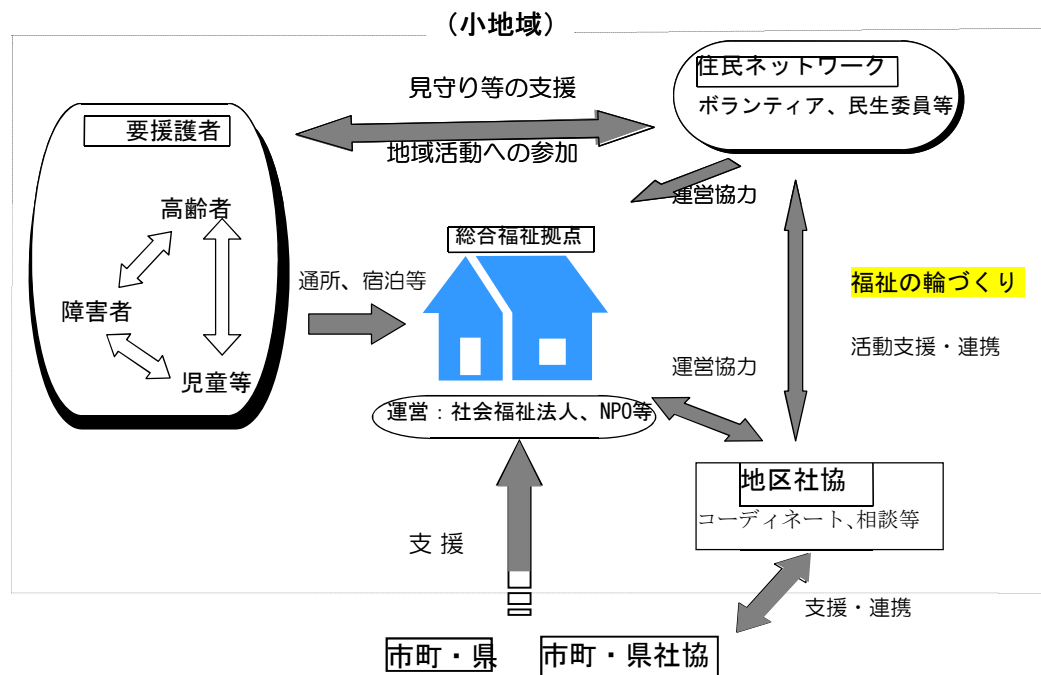 （小地域）
住民ネットワーク
ボランティア、民生委員等
見守り等の支援
地域活動への参加
要援護者
高齢者
障害者
児童等
運営協力
総合福祉拠点
通所、宿泊等
福祉の輪づくり
活動支援・連携
運営協力
運営：社会福祉法人、NPO等
地区社協
コーディネート、相談等
支 援
支援・連携
市町・県
市町・県社協